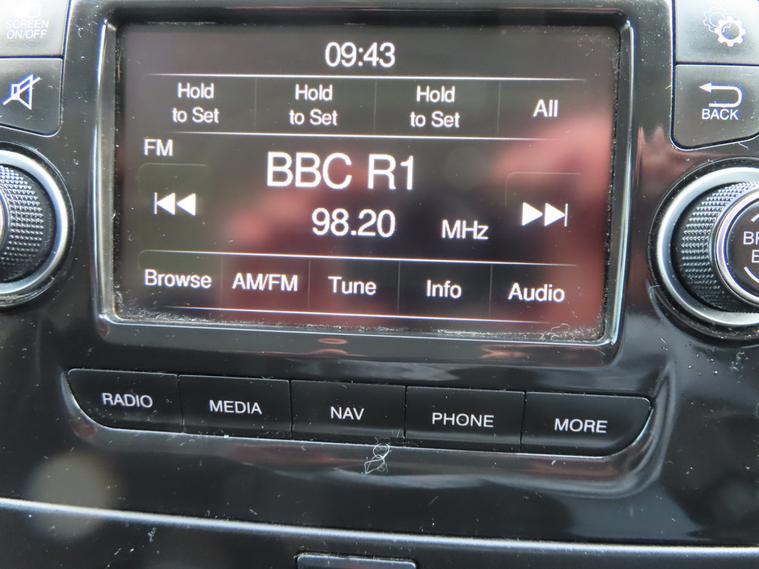 SCREEN
ON/OFF
09:43
Hold
to Set
Hold
to Set
Hold
to Set
All
BACK
FM
BBC R1
98.20 MHz
Browse AM/FM Tune Info Audio
RADIO MEDIA NAV PHONE MORE